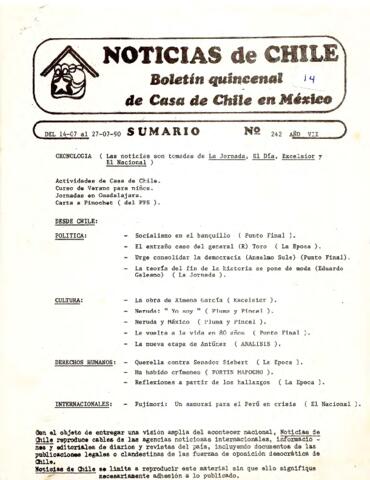 NOTICIAS de CHILE
Boletín quincenal 14
de Casa de Chile en México
DEL 14-07 al 27-07-90 SUMARIO Nº 242 AÑO VII
CRONOLOGIA ( Las noticias son tomadas de La Jornada, El Día, Excelsior y
El Nacional )
Actividades de Casa de Chile.
Curso de Verano para niños.
Jornadas en Guadalajara.
Carta a Pinochet ( del PPS ).
DESDE CHILE:
POLITICA: - Socialismo en el banquillo ( Punto Final ).
- El extraño caso del general (R) Toro ( La Epoca ).
- Urge consolidar la democracia (Anselmo Sule) (Punto Final).
- La teoría del fin de la historia se pone de moda (Eduardo
Galeano) ( La Jornada ).
CULTURA: - La obra de Ximena García ( Excelsior ).
- Neruda: " Yo soy " ( Pluma y Pincel ).
- Neruda y México ( Pluma y Pincel ).
- La vuelta a la vida en 80 años ( Punto Final ).
- La nueva etapa de Antúnez ( ANALISIS ).
DERECHOS HUMANOS: - Querella contra Senador Siebert ( La Epoca ).
- Ha habido crímenes ( FORTIN MAPOCHO ).
- Reflexiones a partir de los hallazgos ( La Epoca ).
INTERNACIONALES: - Fujimori: Un samurai para el Perú en crisis ( El Nacional ).
Con el objeto de entregar una visión amplia del acontecer nacional, Noticias de
Chile reproduce cables de las agencias noticiosas internacionales, informacio-
nes y editoriales de diarios y revistas del país, incluyendo documentos de las
publicaciones legales o clandestinas de las fuerzas de oposición democrática de
Chile.
Noticias de Chile se limita a reproducir este material sin que ello signifique
necesariamente adhesión a lo publicado.